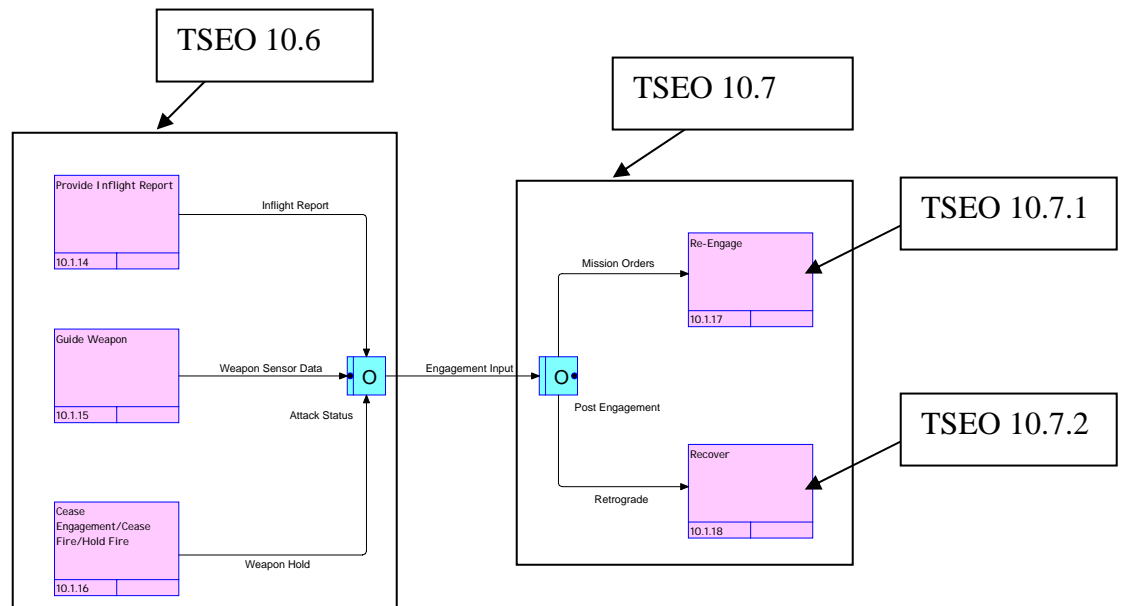 TSEO 10.6
TSEO 10.7
TSEO 10.7.1
TSEO 10.7.2
Provide Inflight Report
10.1.14
Inflight Report
Guide Weapon
10.1.15
Weapon Sensor Data
O
Attack Status
Cease
Engagement/Cease
Fire/Hold Fire
10.1.16
Weapon Hold
Engagement Input
O
Post Engagement
Mission Orders
Re-Engage
10.1.17
Retrograde
Recover
10.1.18